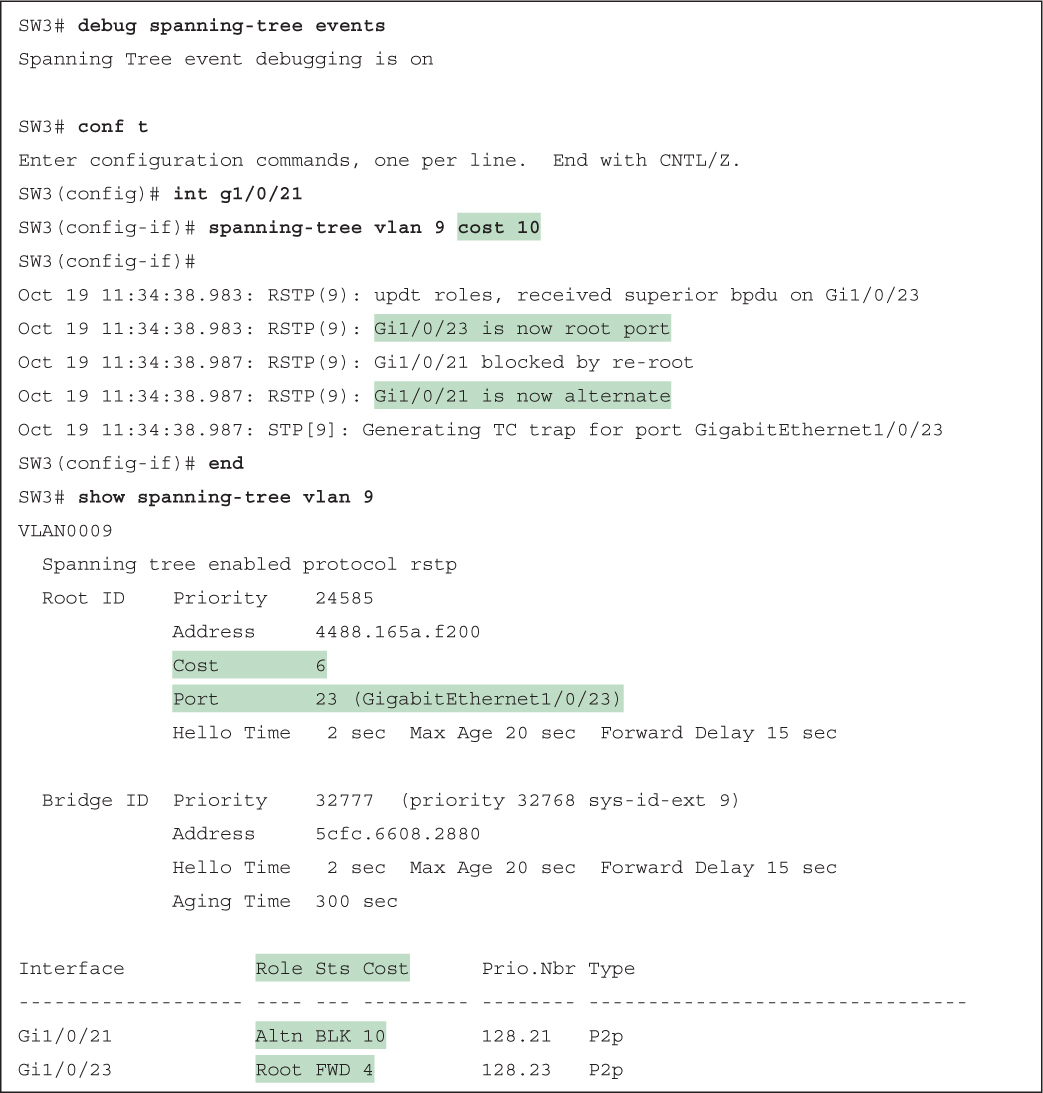 SW3# debug spanning-tree events
Spanning Tree event debugging is on
SW3# conf t
Enter configuration commands, one per line.  End with CNTL/Z.
SW3(config)# int g1/0/21
SW3(config-if)# spanning-tree vlan 9 cost 10
SW3(config-if)#
Oct 19 11:34:38.983: RSTP(9): updt roles, received superior bpdu on Gi1/0/23
Oct 19 11:34:38.983: RSTP(9): Gi1/0/23 is now root port
Oct 19 11:34:38.987: RSTP(9): Gi1/0/21 blocked by re-root
Oct 19 11:34:38.987: RSTP(9): Gi1/0/21 is now alternate
Oct 19 11:34:38.987: STP[9]: Generating TC trap for port GigabitEthernet1/0/23
SW3(config-if)# end
SW3# show spanning-tree vlan 9
VLAN0009
  Spanning tree enabled protocol rstp
  Root ID    Priority    24585
             Address     4488.165a.f200
             Cost        6
             Port        23 (GigabitEthernet1/0/23)
             Hello Time   2 sec  Max Age 20 sec  Forward Delay 15 sec
  Bridge ID  Priority    32777  (priority 32768 sys-id-ext 9)
             Address     5cfc.6608.2880
             Hello Time   2 sec  Max Age 20 sec  Forward Delay 15 sec
             Aging Time  300 sec
Interface           Role Sts Cost      Prio.Nbr Type
------------------- ---- --- --------- -------- --------------------------------
Gi1/0/21            Altn BLK 10        128.21   P2p
Gi1/0/23            Root FWD 4         128.23   P2p